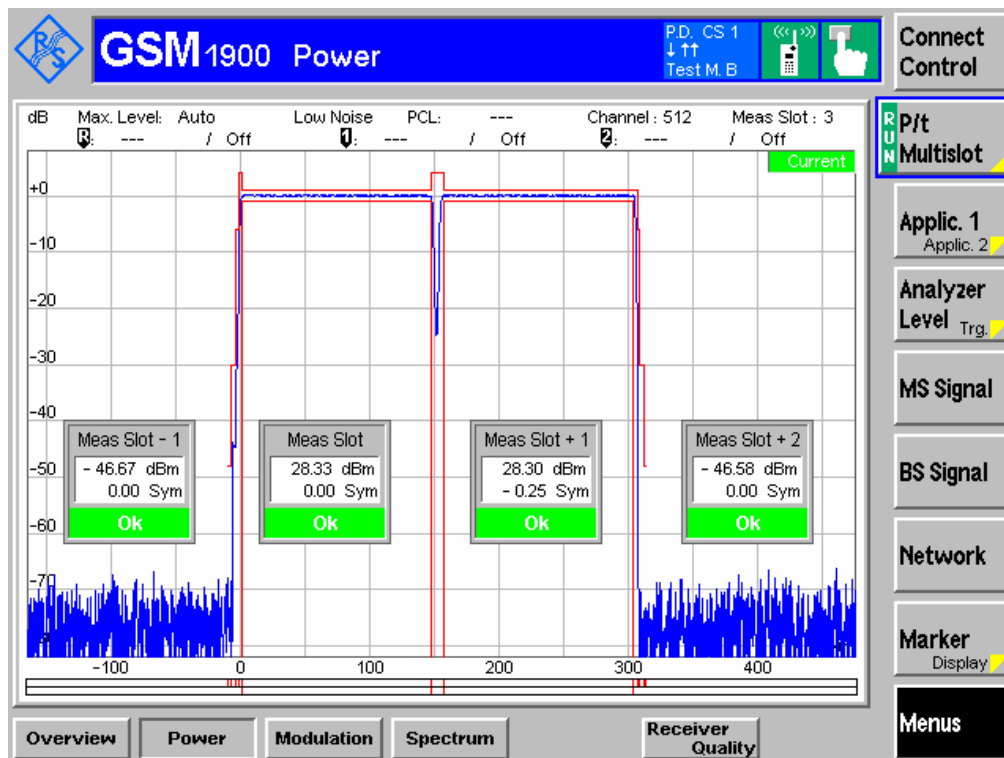 R S
GSM 1900 Power
P.D. CS 1
↓ ↑↑
Test M. B
Connect Control
dB Max. Level: Auto Low Noise PCL: --- Channel : 512 Meas Slot : 3
R: --- / Off 1: --- / Off 2: --- / Off
Current
+0
-10
-20
-30
-40
-50
-60
-70
Meas Slot - 1
- 46.67 dBm
0.00 Sym
Ok
Meas Slot
28.33 dBm
0.00 Sym
Ok
Meas Slot + 1
28.30 dBm
- 0.25 Sym
Ok
Meas Slot + 2
- 46.58 dBm
0.00 Sym
Ok
-100 0 100 200 300 400
RUN
P/t
Multislot
Applic. 1
Applic. 2
Analyzer
Level Trg.
MS Signal
BS Signal
Network
Marker
Display
Menus
Overview Power Modulation Spectrum Receiver Quality